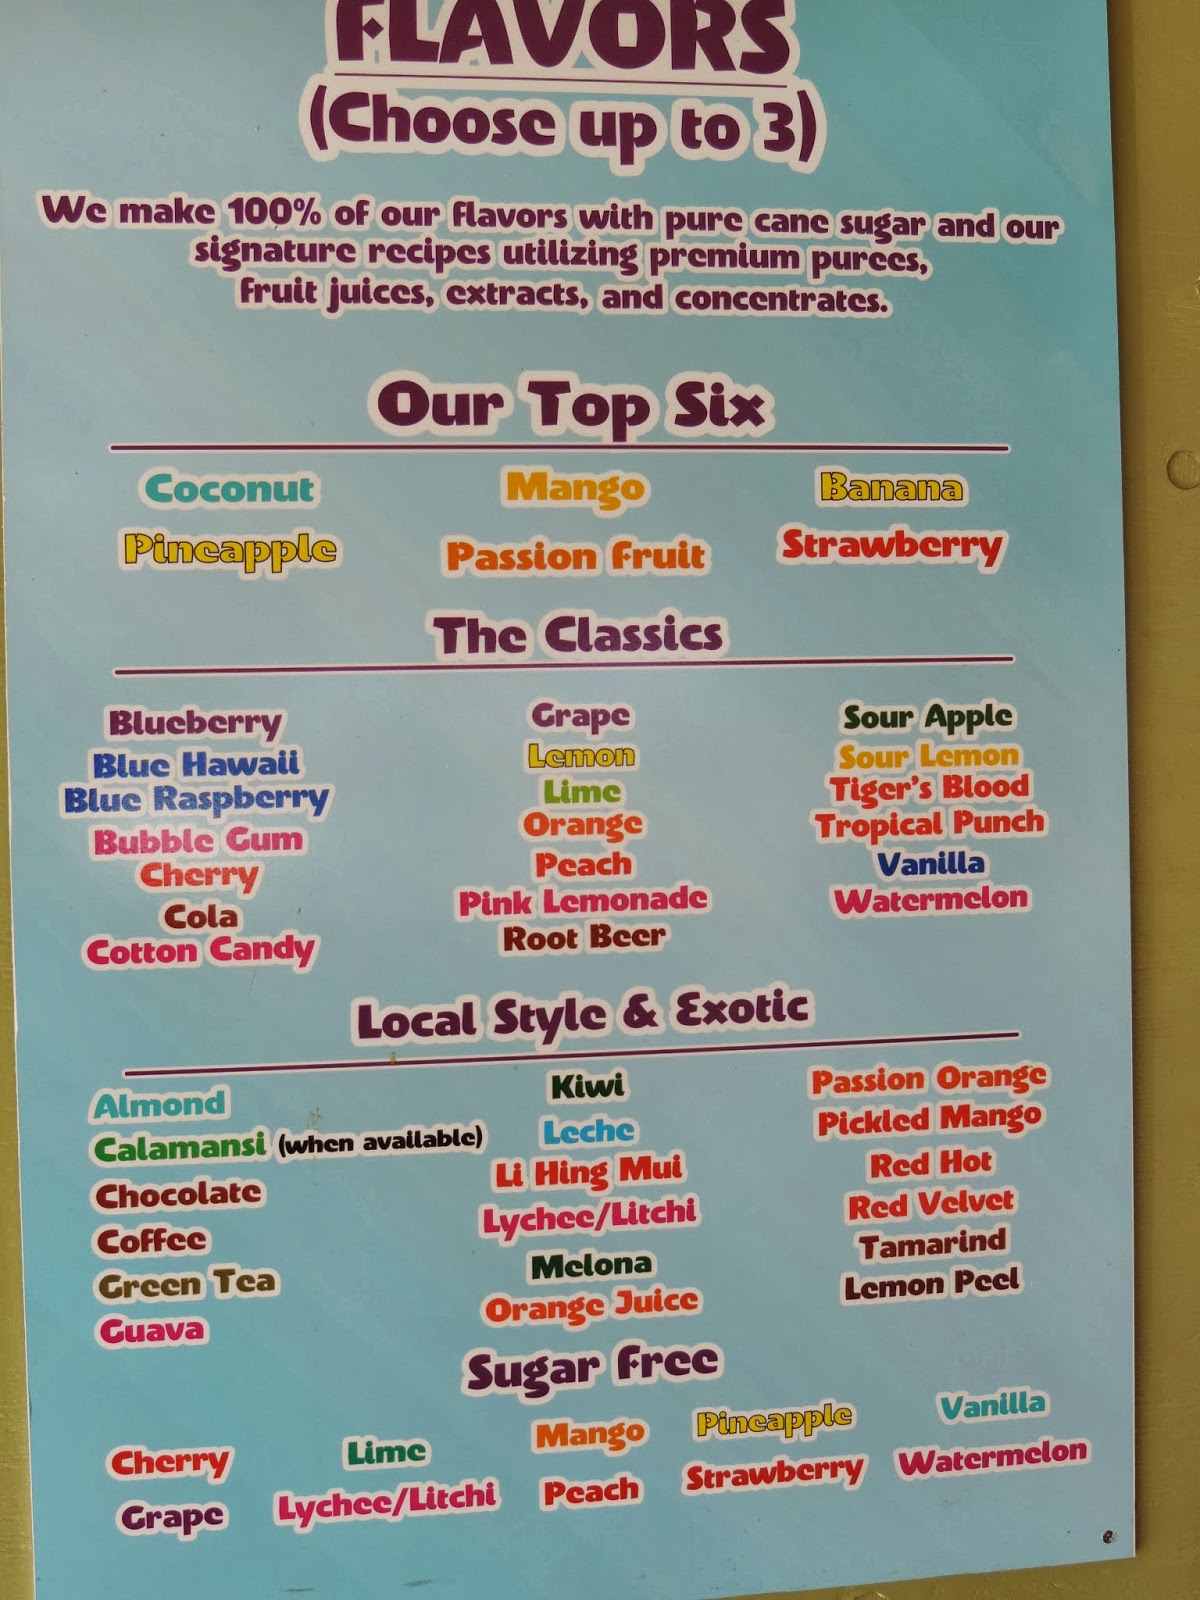 FLAVORS
(Choose up to 3)
We make 100% of our flavors with pure cane sugar and our
signature recipes utilizing premium purees,
fruit juices, extracts, and concentrates.
Our Top Six
Coconut Mango Banana
Pineapple Passion Fruit Strawberry
The Classics
Blueberry Grape Sour Apple
Blue Hawaii Lemon Sour Lemon
Blue Raspberry Lime Tiger's Blood
Bubble Gum Orange Tropical Punch
Cherry Peach Vanilla
Cola Pink Lemonade Watermelon
Cotton Candy Root Beer
Local Style & Exotic
Almond Kiwi Passion Orange
Calamansi (when available) Leche Pickled Mango
Chocolate Li Hing Mui Red Hot
Coffee Lychee/Litchi Red Velvet
Green Tea Melona Tamarind
Guava Orange Juice Lemon Peel
Sugar Free
Cherry Lime Mango Pineapple Vanilla
Grape Lychee/Litchi Peach Strawberry Watermelon